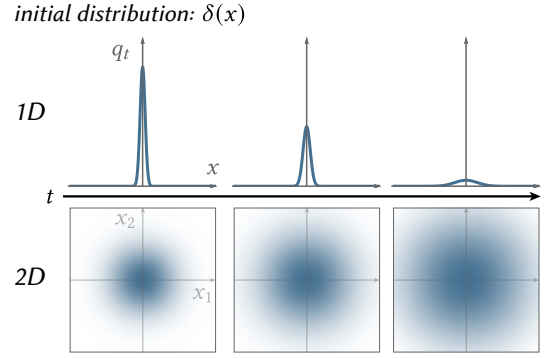 initial distribution: δ(x)
q_t
1D
x
t
x_2
2D
x_1